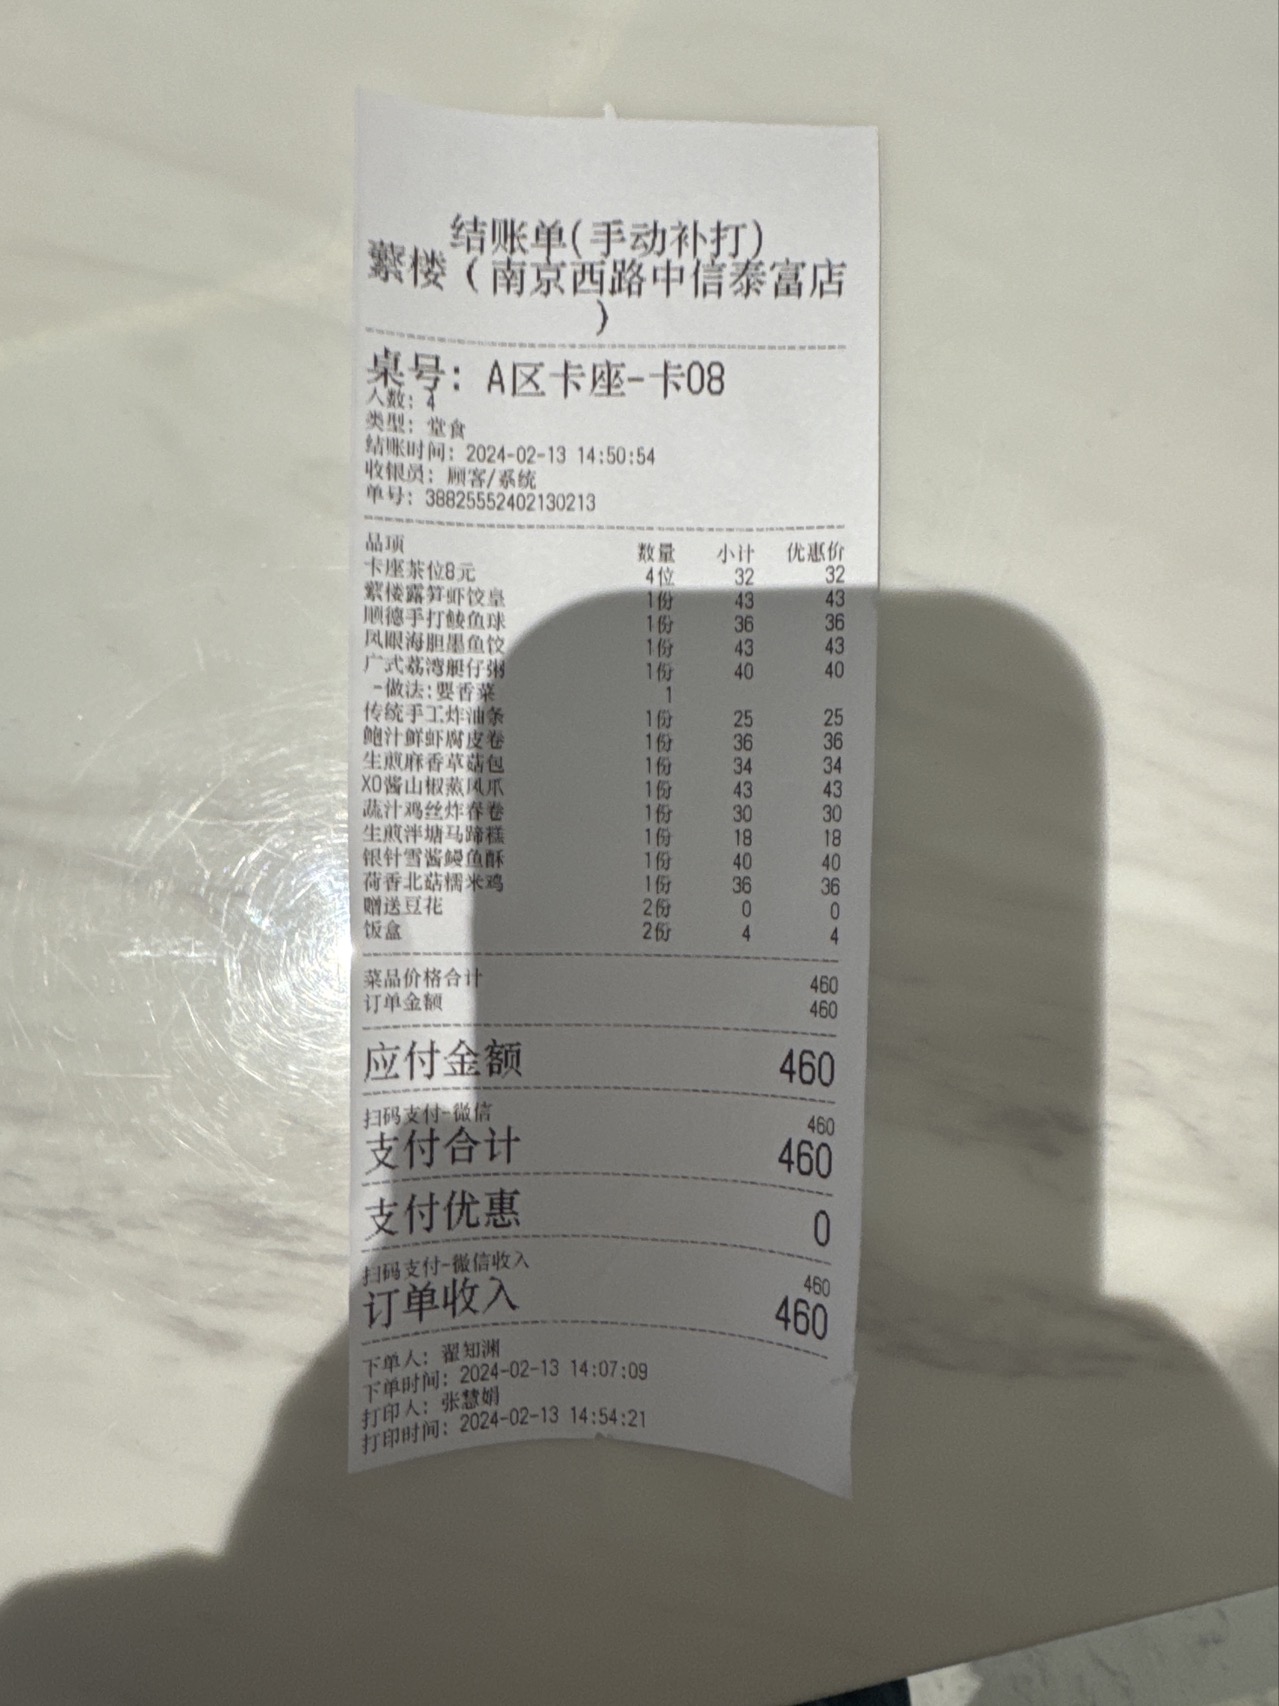 结账单(手动补打)
紫楼(南京西路中信泰富店
)
桌号: A区卡座-卡08
人数: 4
类型: 堂食
结账时间: 2024-02-13 14:50:54
收银员: 顾客/系统
单号: 38825552402130213
品项 数量 小计 优惠价
卡座茶位8元 4位 32 32
紫楼露笋虾饺皇 1份 43 43
顺德手打鲮鱼球 1份 36 36
凤眼海胆墨鱼饺 1份 43 43
广式荔湾艇仔粥 1份 40 40
-做法:要香菜 1
传统手工炸油条 1份 25 25
鲍汁鲜虾腐皮卷 1份 36 36
生煎麻香草菇包 1份 34 34
XO酱山椒蒸凤爪 1份 43 43
蔬汁鸡丝炸春卷 1份 30 30
生煎泮塘马蹄糕 1份 18 18
银针雪酱鳗鱼酥 1份 40 40
荷香北菇糯米鸡 1份 36 36
赠送豆花 2份 0 0
饭盒 2份 4 4
菜品价格合计 460
订单金额 460
应付金额 460
扫码支付-微信 460
支付合计 460
支付优惠 0
扫码支付-微信收入 460
订单收入 460
下单人: 翟知渊
下单时间: 2024-02-13 14:07:09
打印人: 张慧娟
打印时间: 2024-02-13 14:54:21